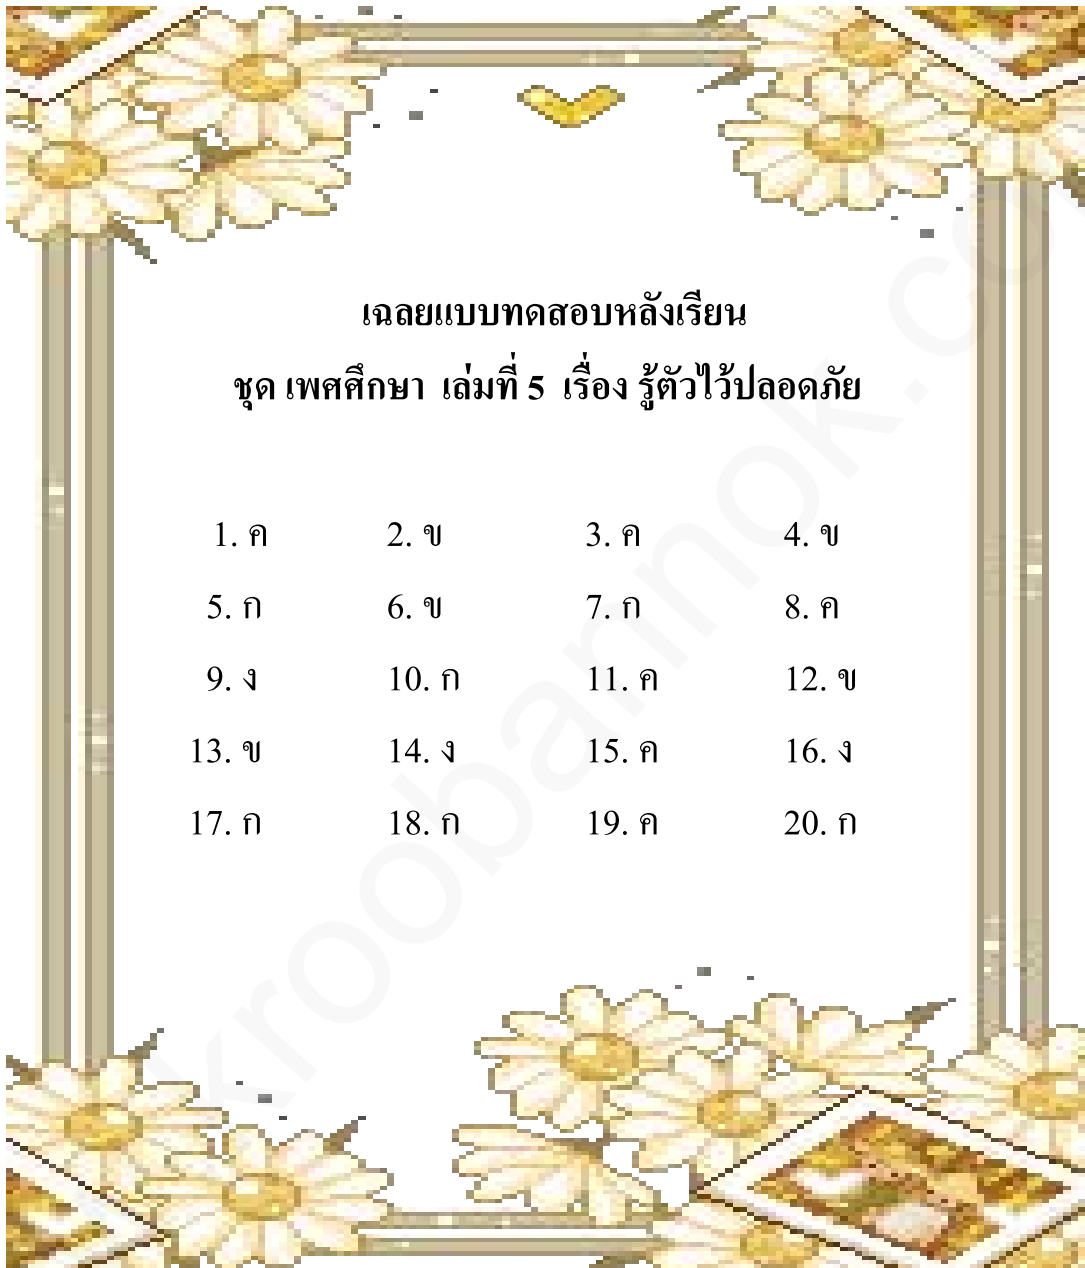 เฉลยแบบทดสอบหลังเรียน
ชุด เพศศึกษา เล่มที่ 5 เรื่อง รู้ตัวไว้ปลอดภัย
1. ค 2. ข 3. ค 4. ข
5. ก 6. ข 7. ก 8. ค
9. ง 10. ก 11. ค 12. ข
13. ข 14. ง 15. ค 16. ง
17. ก 18. ก 19. ค 20. ก
kroobannok.com